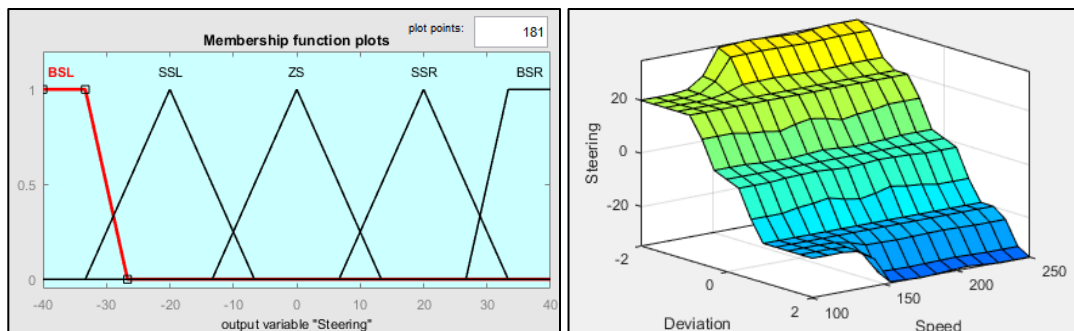 plot points: 181
Membership function plots
BSL SSL ZS SSR BSR
1
0.5
0
-40 -30 -20 -10 0 10 20 30 40
output variable "Steering"
20
0
-20
Steering
-2
0
2
Deviation
100
150
200
250
Speed